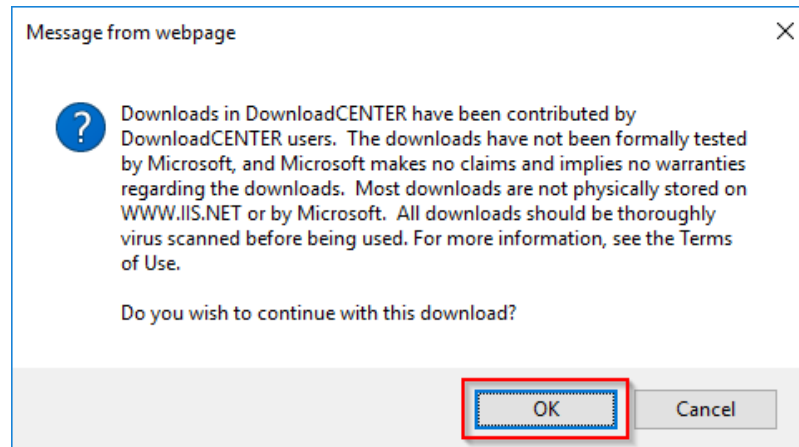 Message from webpage
Downloads in DownloadCENTER have been contributed by
DownloadCENTER users.  The downloads have not been formally tested
by Microsoft, and Microsoft makes no claims and implies no warranties
regarding the downloads.  Most downloads are not physically stored on
WWW.IIS.NET or by Microsoft.  All downloads should be thoroughly
virus scanned before being used. For more information, see the Terms
of Use.
Do you wish to continue with this download?
OK
Cancel